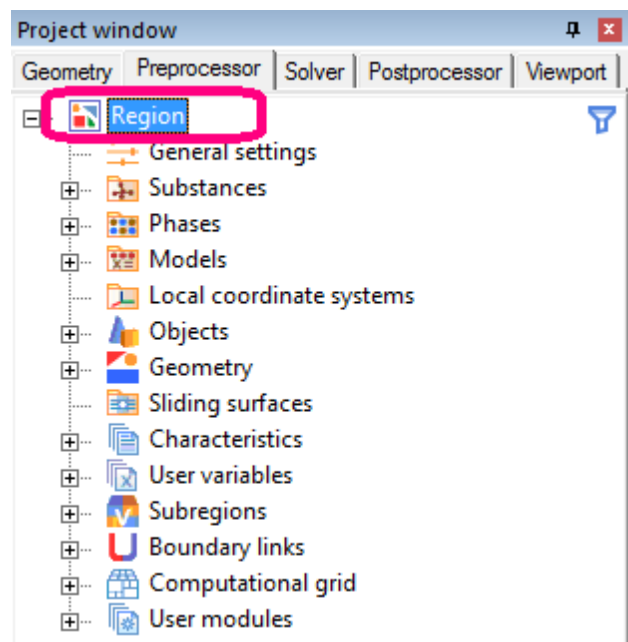 Project window
Geometry Preprocessor Solver Postprocessor Viewport
Region
General settings
Substances
Phases
Models
Local coordinate systems
Objects
Geometry
Sliding surfaces
Characteristics
User variables
Subregions
Boundary links
Computational grid
User modules